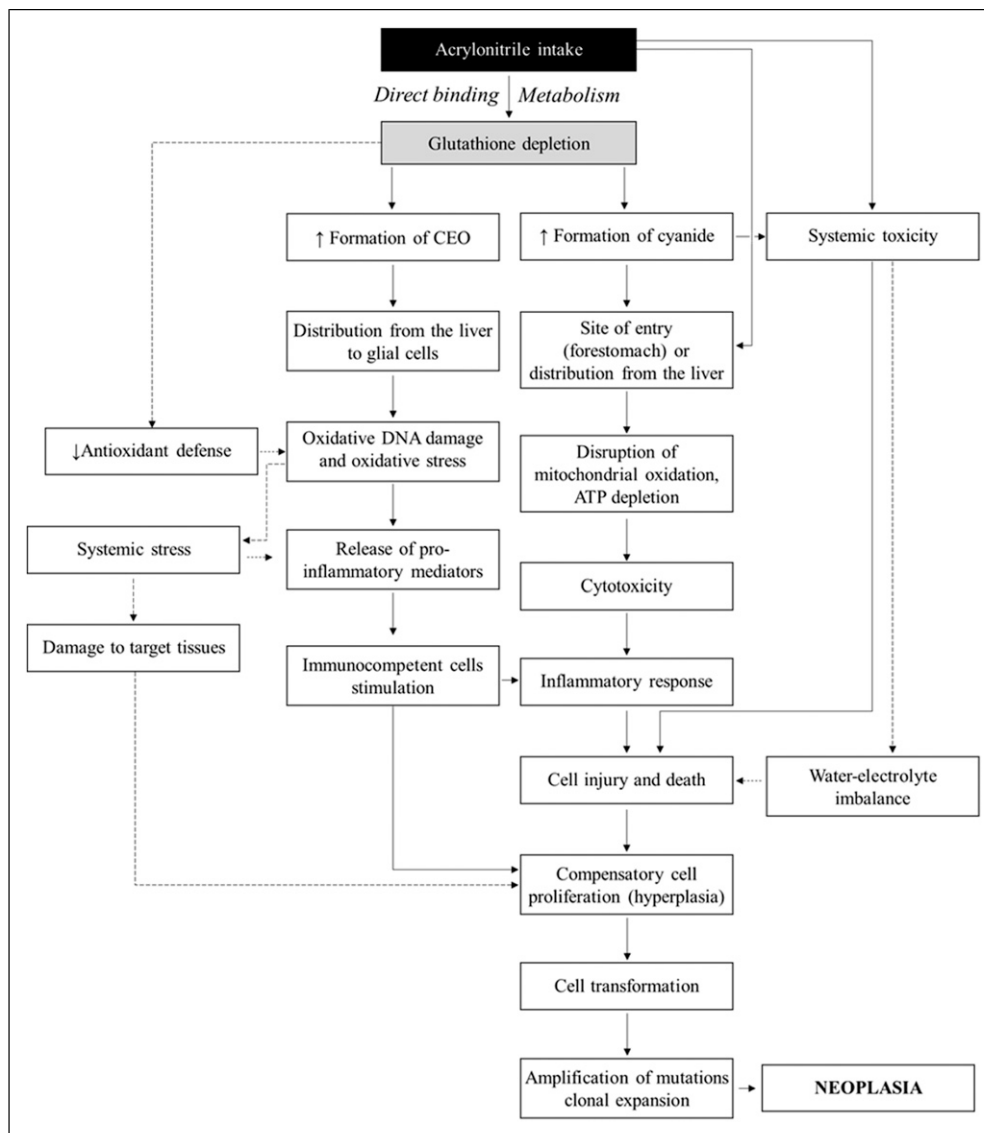 Acrylonitrile intake
Direct binding Metabolism
Glutathione depletion
↑ Formation of CEO
↑ Formation of cyanide
Systemic toxicity
Distribution from the liver
to glial cells
Site of entry
(forestomach) or
distribution from the liver
↓Antioxidant defense
Oxidative DNA damage
and oxidative stress
Disruption of
mitochondrial oxidation,
ATP depletion
Systemic stress
Release of pro-
inflammatory mediators
Cytotoxicity
Damage to target tissues
Immunocompetent cells
stimulation
Inflammatory response
Cell injury and death
Water-electrolyte
imbalance
Compensatory cell
proliferation (hyperplasia)
Cell transformation
Amplification of mutations
clonal expansion
NEOPLASIA